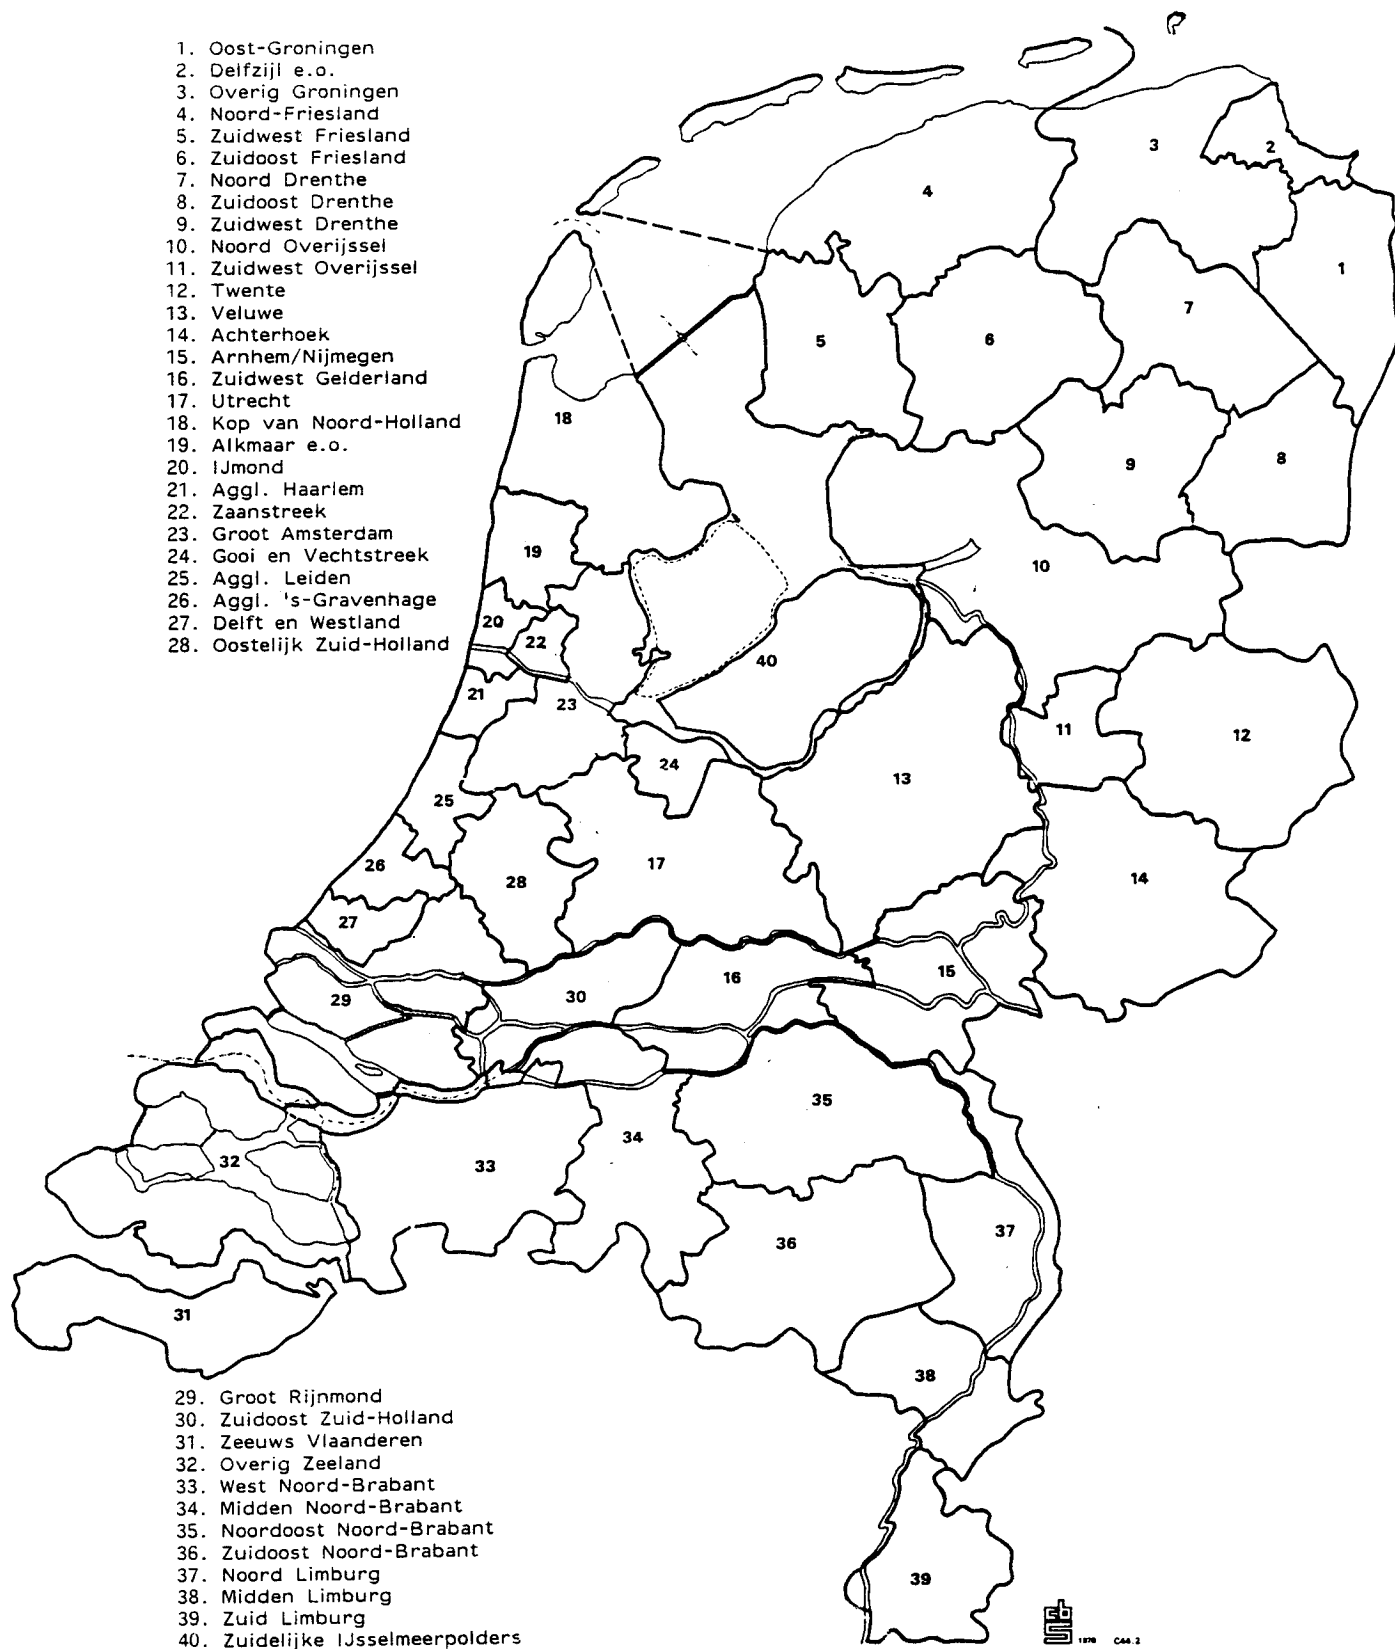 1. Oost-Groningen
2. Delfzijl e.o.
3. Overig Groningen
4. Noord-Friesland
5. Zuidwest Friesland
6. Zuidoost Friesland
7. Noord Drenthe
8. Zuidoost Drenthe
9. Zuidwest Drenthe
10. Noord Overijssel
11. Zuidwest Overijssel
12. Twente
13. Veluwe
14. Achterhoek
15. Arnhem/Nijmegen
16. Zuidwest Gelderland
17. Utrecht
18. Kop van Noord-Holland
19. Alkmaar e.o.
20. IJmond
21. Aggl. Haarlem
22. Zaanstreek
23. Groot Amsterdam
24. Gooi en Vechtstreek
25. Aggl. Leiden
26. Aggl. 's-Gravenhage
27. Delft en Westland
28. Oostelijk Zuid-Holland
3
2
4
1
7
5
6
18
9
8
19
10
20
22
40
21
23
11
12
24
13
25
26
17
28
14
27
16
15
29
30
35
34
32
33
37
36
31
38
39
29. Groot Rijnmond
30. Zuidoost Zuid-Holland
31. Zeeuws Vlaanderen
32. Overig Zeeland
33. West Noord-Brabant
34. Midden Noord-Brabant
35. Noordoost Noord-Brabant
36. Zuidoost Noord-Brabant
37. Noord Limburg
38. Midden Limburg
39. Zuid Limburg
40. Zuidelijke IJsselmeerpolders
cbs 1978 C44.2